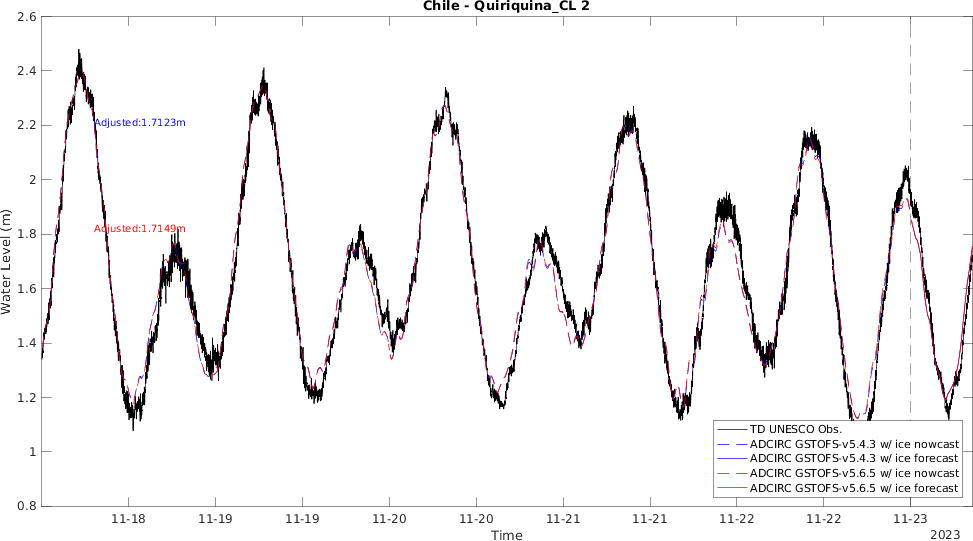 Chile - Quiriquina_CL 2
2.6
2.4
2.2
2
1.8
1.6
1.4
1.2
1
0.8
Water Level (m)
Adjusted:1.7123m
Adjusted:1.7149m
TD UNESCO Obs.
ADCIRC GSTOFS-v5.4.3 w/ ice nowcast
ADCIRC GSTOFS-v5.4.3 w/ ice forecast
ADCIRC GSTOFS-v5.6.5 w/ ice nowcast
ADCIRC GSTOFS-v5.6.5 w/ ice forecast
11-18 11-19 11-19 11-20 11-20 11-21 11-21 11-22 11-22 11-23
Time
2023